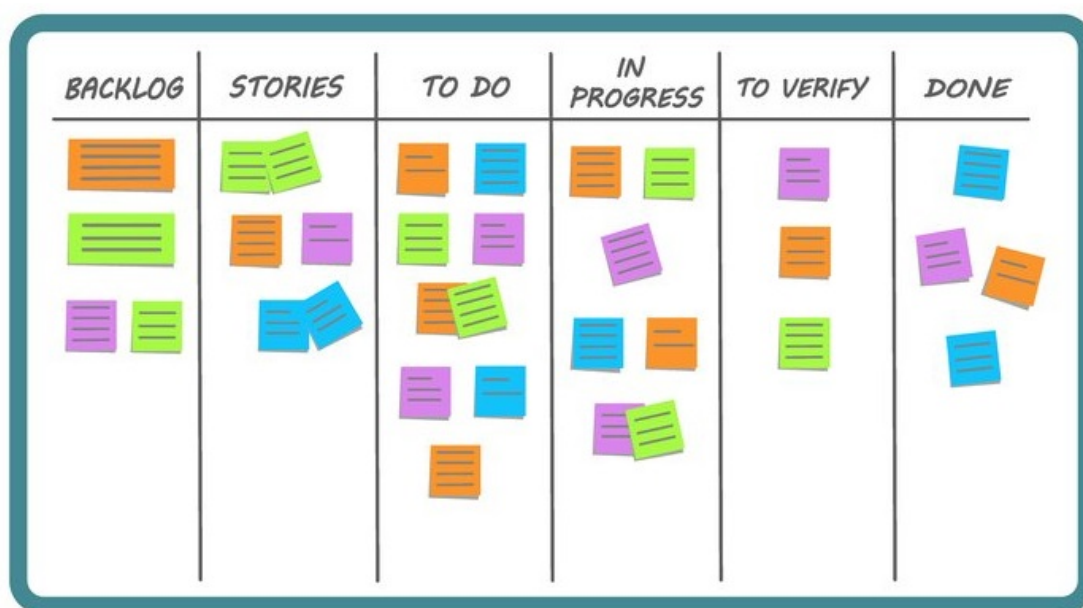 BACKLOG
STORIES
TO DO
IN
PROGRESS
TO VERIFY
DONE